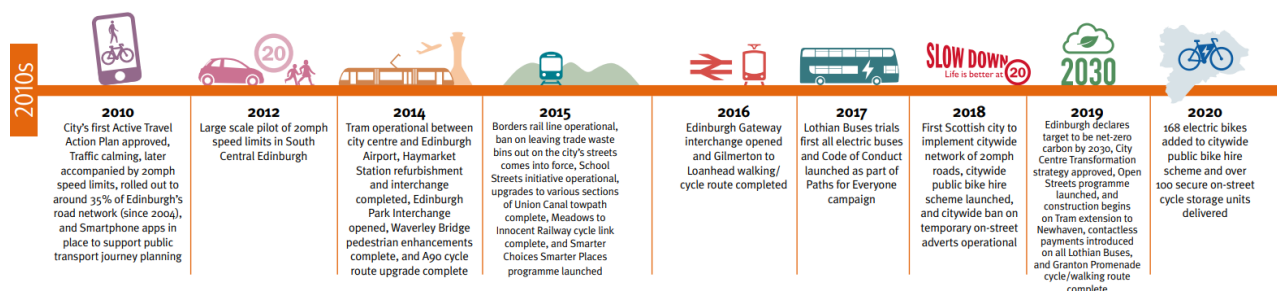 2010s
20
SLOW DOWN
Life is better at 20
2030
2010
City's first Active Travel
Action Plan approved,
Traffic calming, later
accompanied by 20mph
speed limits, rolled out to
around 35% of Edinburgh's
road network (since 2004),
and Smartphone apps in
place to support public
transport journey planning
2012
Large scale pilot of 20mph
speed limits in South
Central Edinburgh
2014
Tram operational between
city centre and Edinburgh
Airport, Haymarket
Station refurbishment
and interchange
completed, Edinburgh
Park Interchange
opened, Waverley Bridge
pedestrian enhancements
complete, and A90 cycle
route upgrade complete
2015
Borders rail line operational,
ban on leaving trade waste
bins out on the city's streets
comes into force, School
Streets initiative operational,
upgrades to various sections
of Union Canal towpath
complete, Meadows to
Innocent Railway cycle link
complete, and Smarter
Choices Smarter Places
programme launched
2016
Edinburgh Gateway
interchange opened
and Gilmerton to
Loanhead walking/
cycle route completed
2017
Lothian Buses trials
first all electric buses
and Code of Conduct
launched as part of
Paths for Everyone
campaign
2018
First Scottish city to
implement citywide
network of 20mph
roads, citywide
public bike hire
scheme launched,
and citywide ban on
temporary on-street
adverts operational
2019
Edinburgh declares
target to be net-zero
carbon by 2030, City
Centre Transformation
strategy approved, Open
Streets programme
launched, and
construction begins
on Tram extension to
Newhaven, contactless
payments introduced
on all Lothian Buses,
and Granton Promenade
cycle/walking route
complete
2020
168 electric bikes
added to citywide
public bike hire
scheme and over
100 secure on-street
cycle storage units
delivered